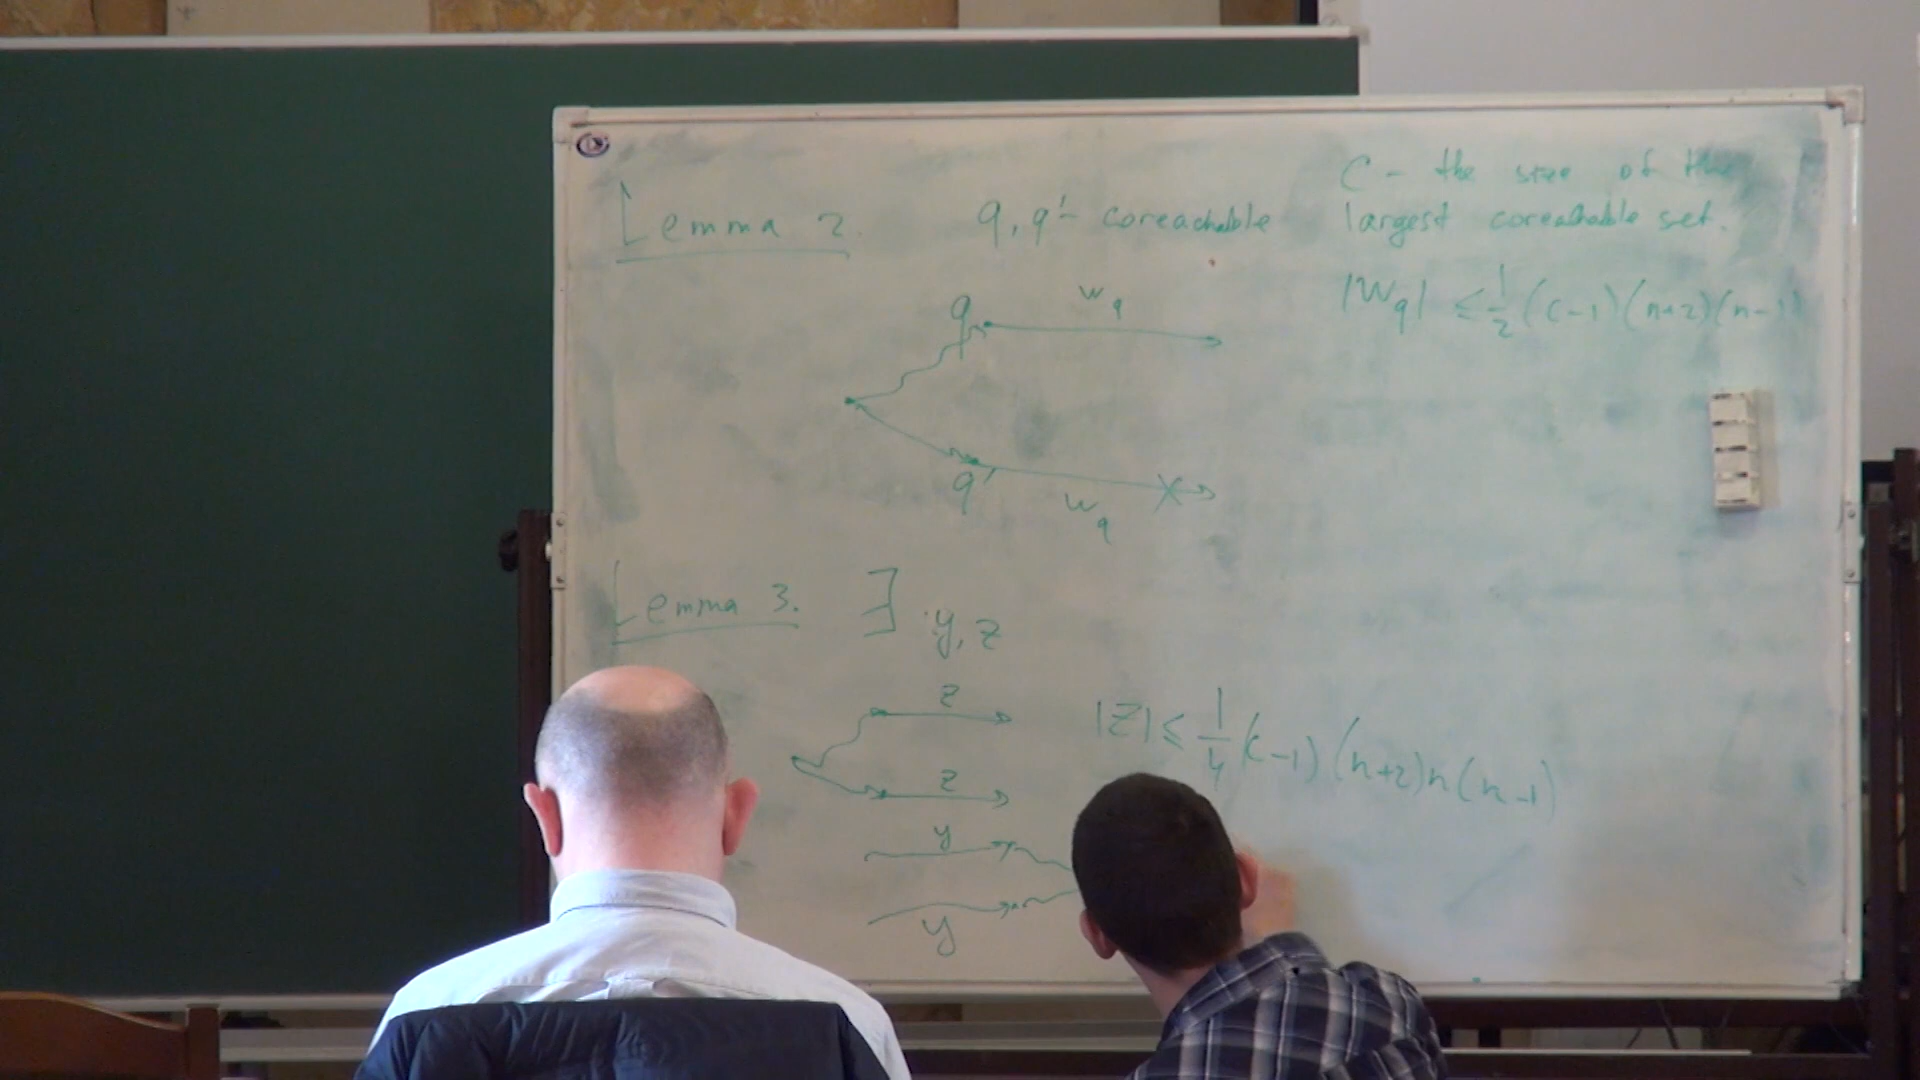 C - the size of the
largest coreachable set.
Lemma 2. q, q' - coreachable
|W_q| ≤ 1/2 (c-1)(n+2)(n-1)
q w_q
q' w_q
Lemma 3. ∃ y, z
z
|Z| ≤ 1/4 (c-1)(n+2)n(n-1)
z
y
y